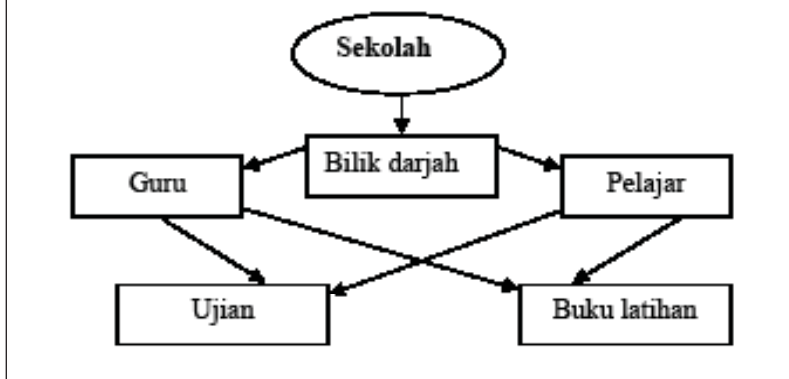 Sekolah
Bilik darjah
Guru
Pelajar
Ujian
Buku latihan